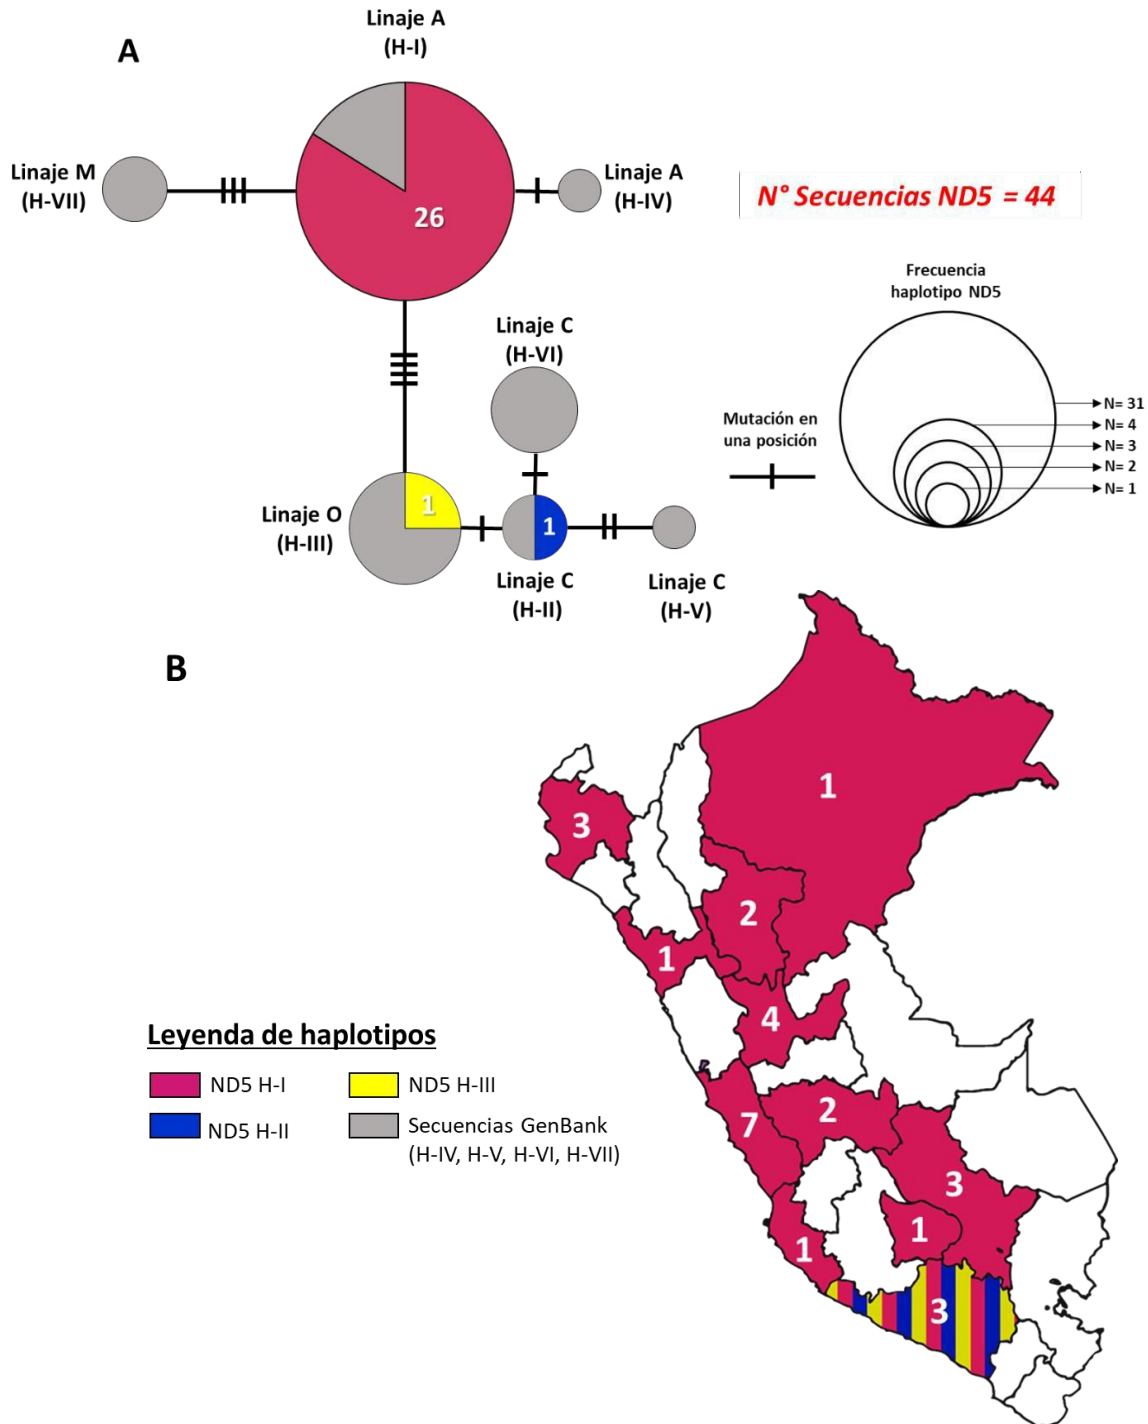 A
Linaje A
(H-I)
Linaje M
(H-VII)
26
Linaje A
(H-IV)
N° Secuencias ND5 = 44
Frecuencia
haplotipo ND5
N= 31
N= 4
N= 3
N= 2
N= 1
Mutación en
una posición
Linaje C
(H-VI)
Linaje O
(H-III)
1
1
Linaje C
(H-II)
Linaje C
(H-V)
B
1
3
2
1
4
7
2
3
1
1
3
Leyenda de haplotipos
ND5 H-I
ND5 H-III
ND5 H-II
Secuencias GenBank
(H-IV, H-V, H-VI, H-VII)